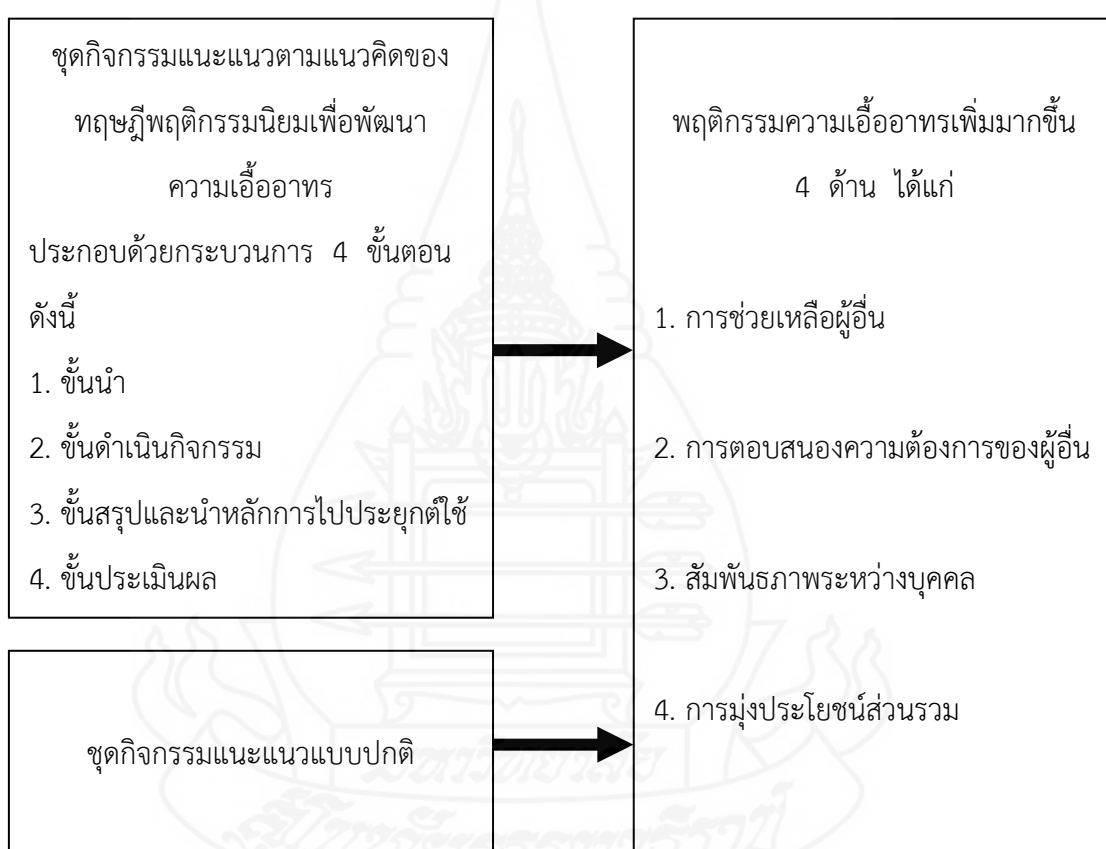 ชุดกิจกรรมแนะแนวตามแนวคิดของ
ทฤษฎีพฤติกรรมนิยมเพื่อพัฒนา
ความเอื้ออาทร
ประกอบด้วยกระบวนการ 4 ขั้นตอน
ดังนี้
1. ขั้นนำ
2. ขั้นดำเนินกิจกรรม
3. ขั้นสรุปและนำหลักการไปประยุกต์ใช้
4. ขั้นประเมินผล
ชุดกิจกรรมแนะแนวแบบปกติ
พฤติกรรมความเอื้ออาทรเพิ่มมากขึ้น
4 ด้าน ได้แก่
1. การช่วยเหลือผู้อื่น
2. การตอบสนองความต้องการของผู้อื่น
3. สัมพันธภาพระหว่างบุคคล
4. การมุ่งประโยชน์ส่วนรวม